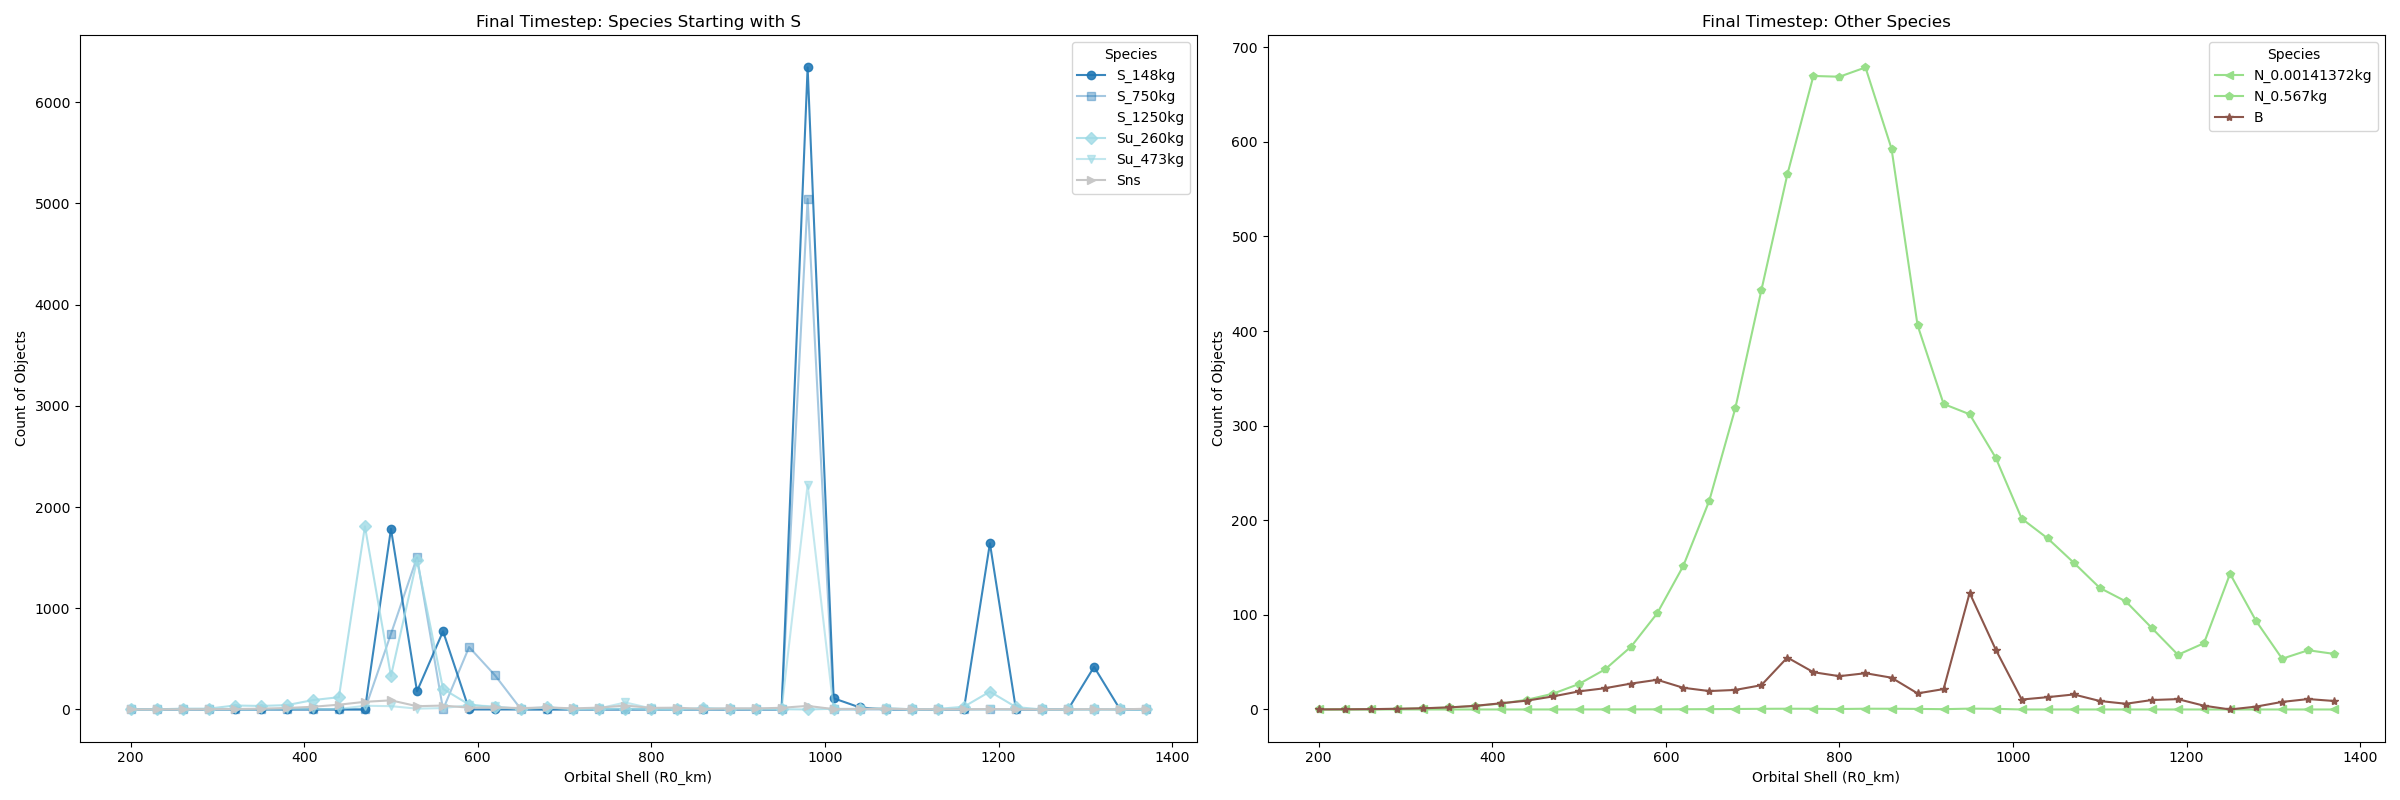 Final Timestep: Species Starting with S
Count of Objects
6000
5000
4000
3000
2000
1000
0
200
400
600
800
1000
1200
1400
Orbital Shell (R0_km)
Species
S_148kg
S_750kg
S_1250kg
Su_260kg
Su_473kg
Sns
Final Timestep: Other Species
Count of Objects
700
600
500
400
300
200
100
0
200
400
600
800
1000
1200
1400
Orbital Shell (R0_km)
Species
N_0.00141372kg
N_0.567kg
B